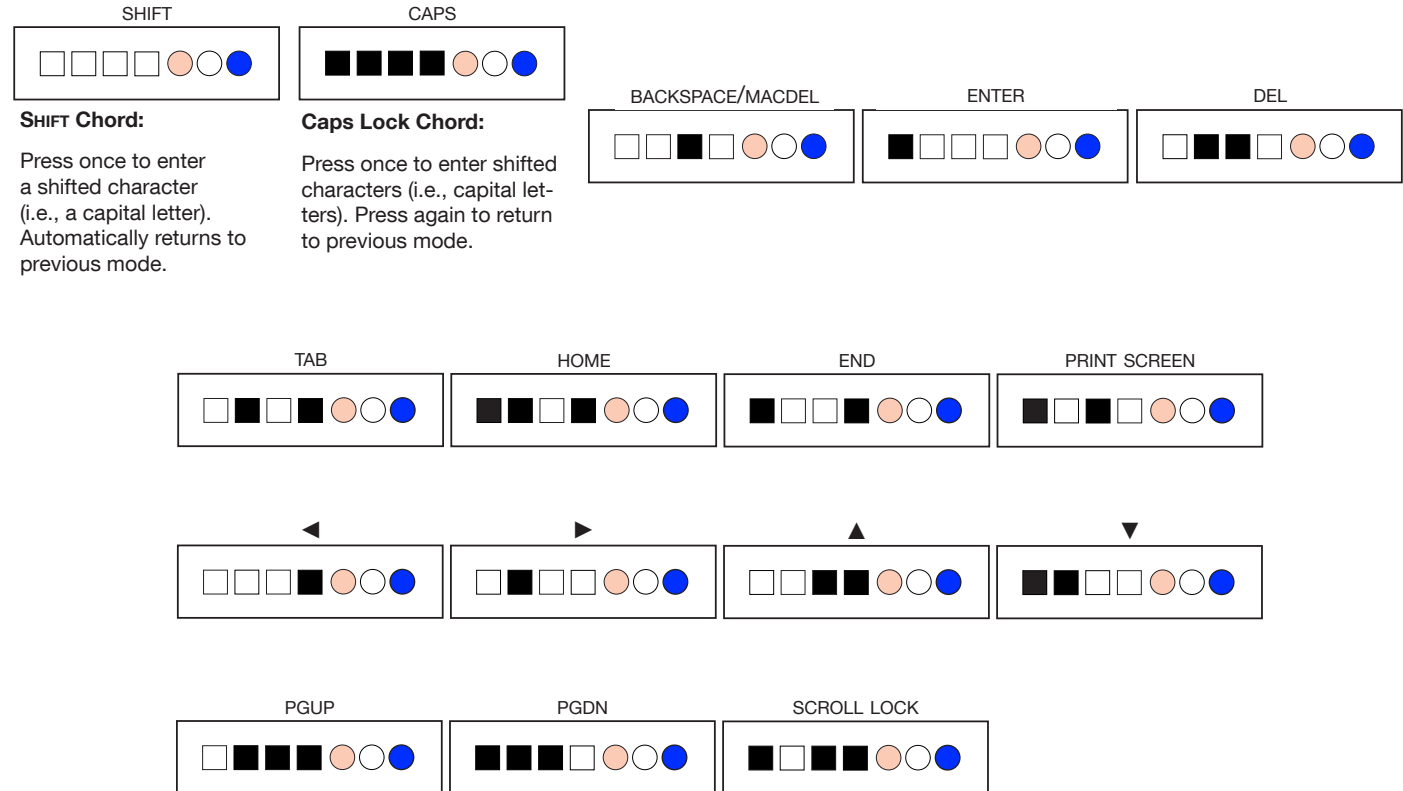 SHIFT
CAPS
SHIFT Chord:
Press once to enter
a shifted character
(i.e., a capital letter).
Automatically returns to
previous mode.
Caps Lock Chord:
Press once to enter shifted
characters (i.e., capital let-
ters). Press again to return
to previous mode.
BACKSPACE/MACDEL
ENTER
DEL
TAB
HOME
END
PRINT SCREEN
PGUP
PGDN
SCROLL LOCK